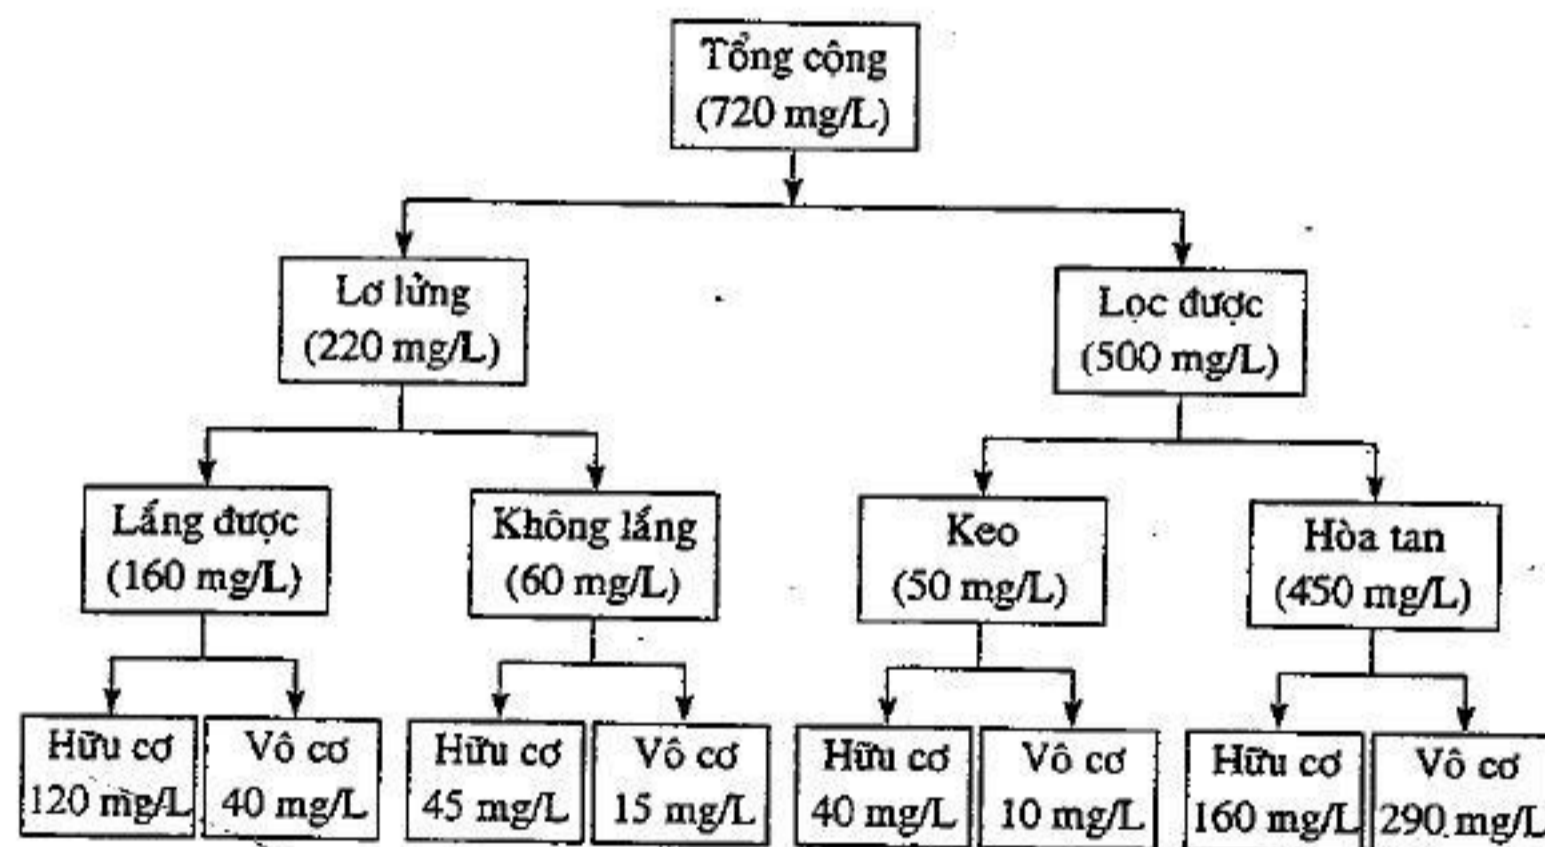 Tổng cộng
(720 mg/L)
Lơ lửng
(220 mg/L)
Lọc được
(500 mg/L)
Lắng được
(160 mg/L)
Không lắng
(60 mg/L)
Keo
(50 mg/L)
Hòa tan
(450 mg/L)
Hữu cơ
120 mg/L
Vô cơ
40 mg/L
Hữu cơ
45 mg/L
Vô cơ
15 mg/L
Hữu cơ
40 mg/L
Vô cơ
10 mg/L
Hữu cơ
160 mg/L
Vô cơ
290 mg/L